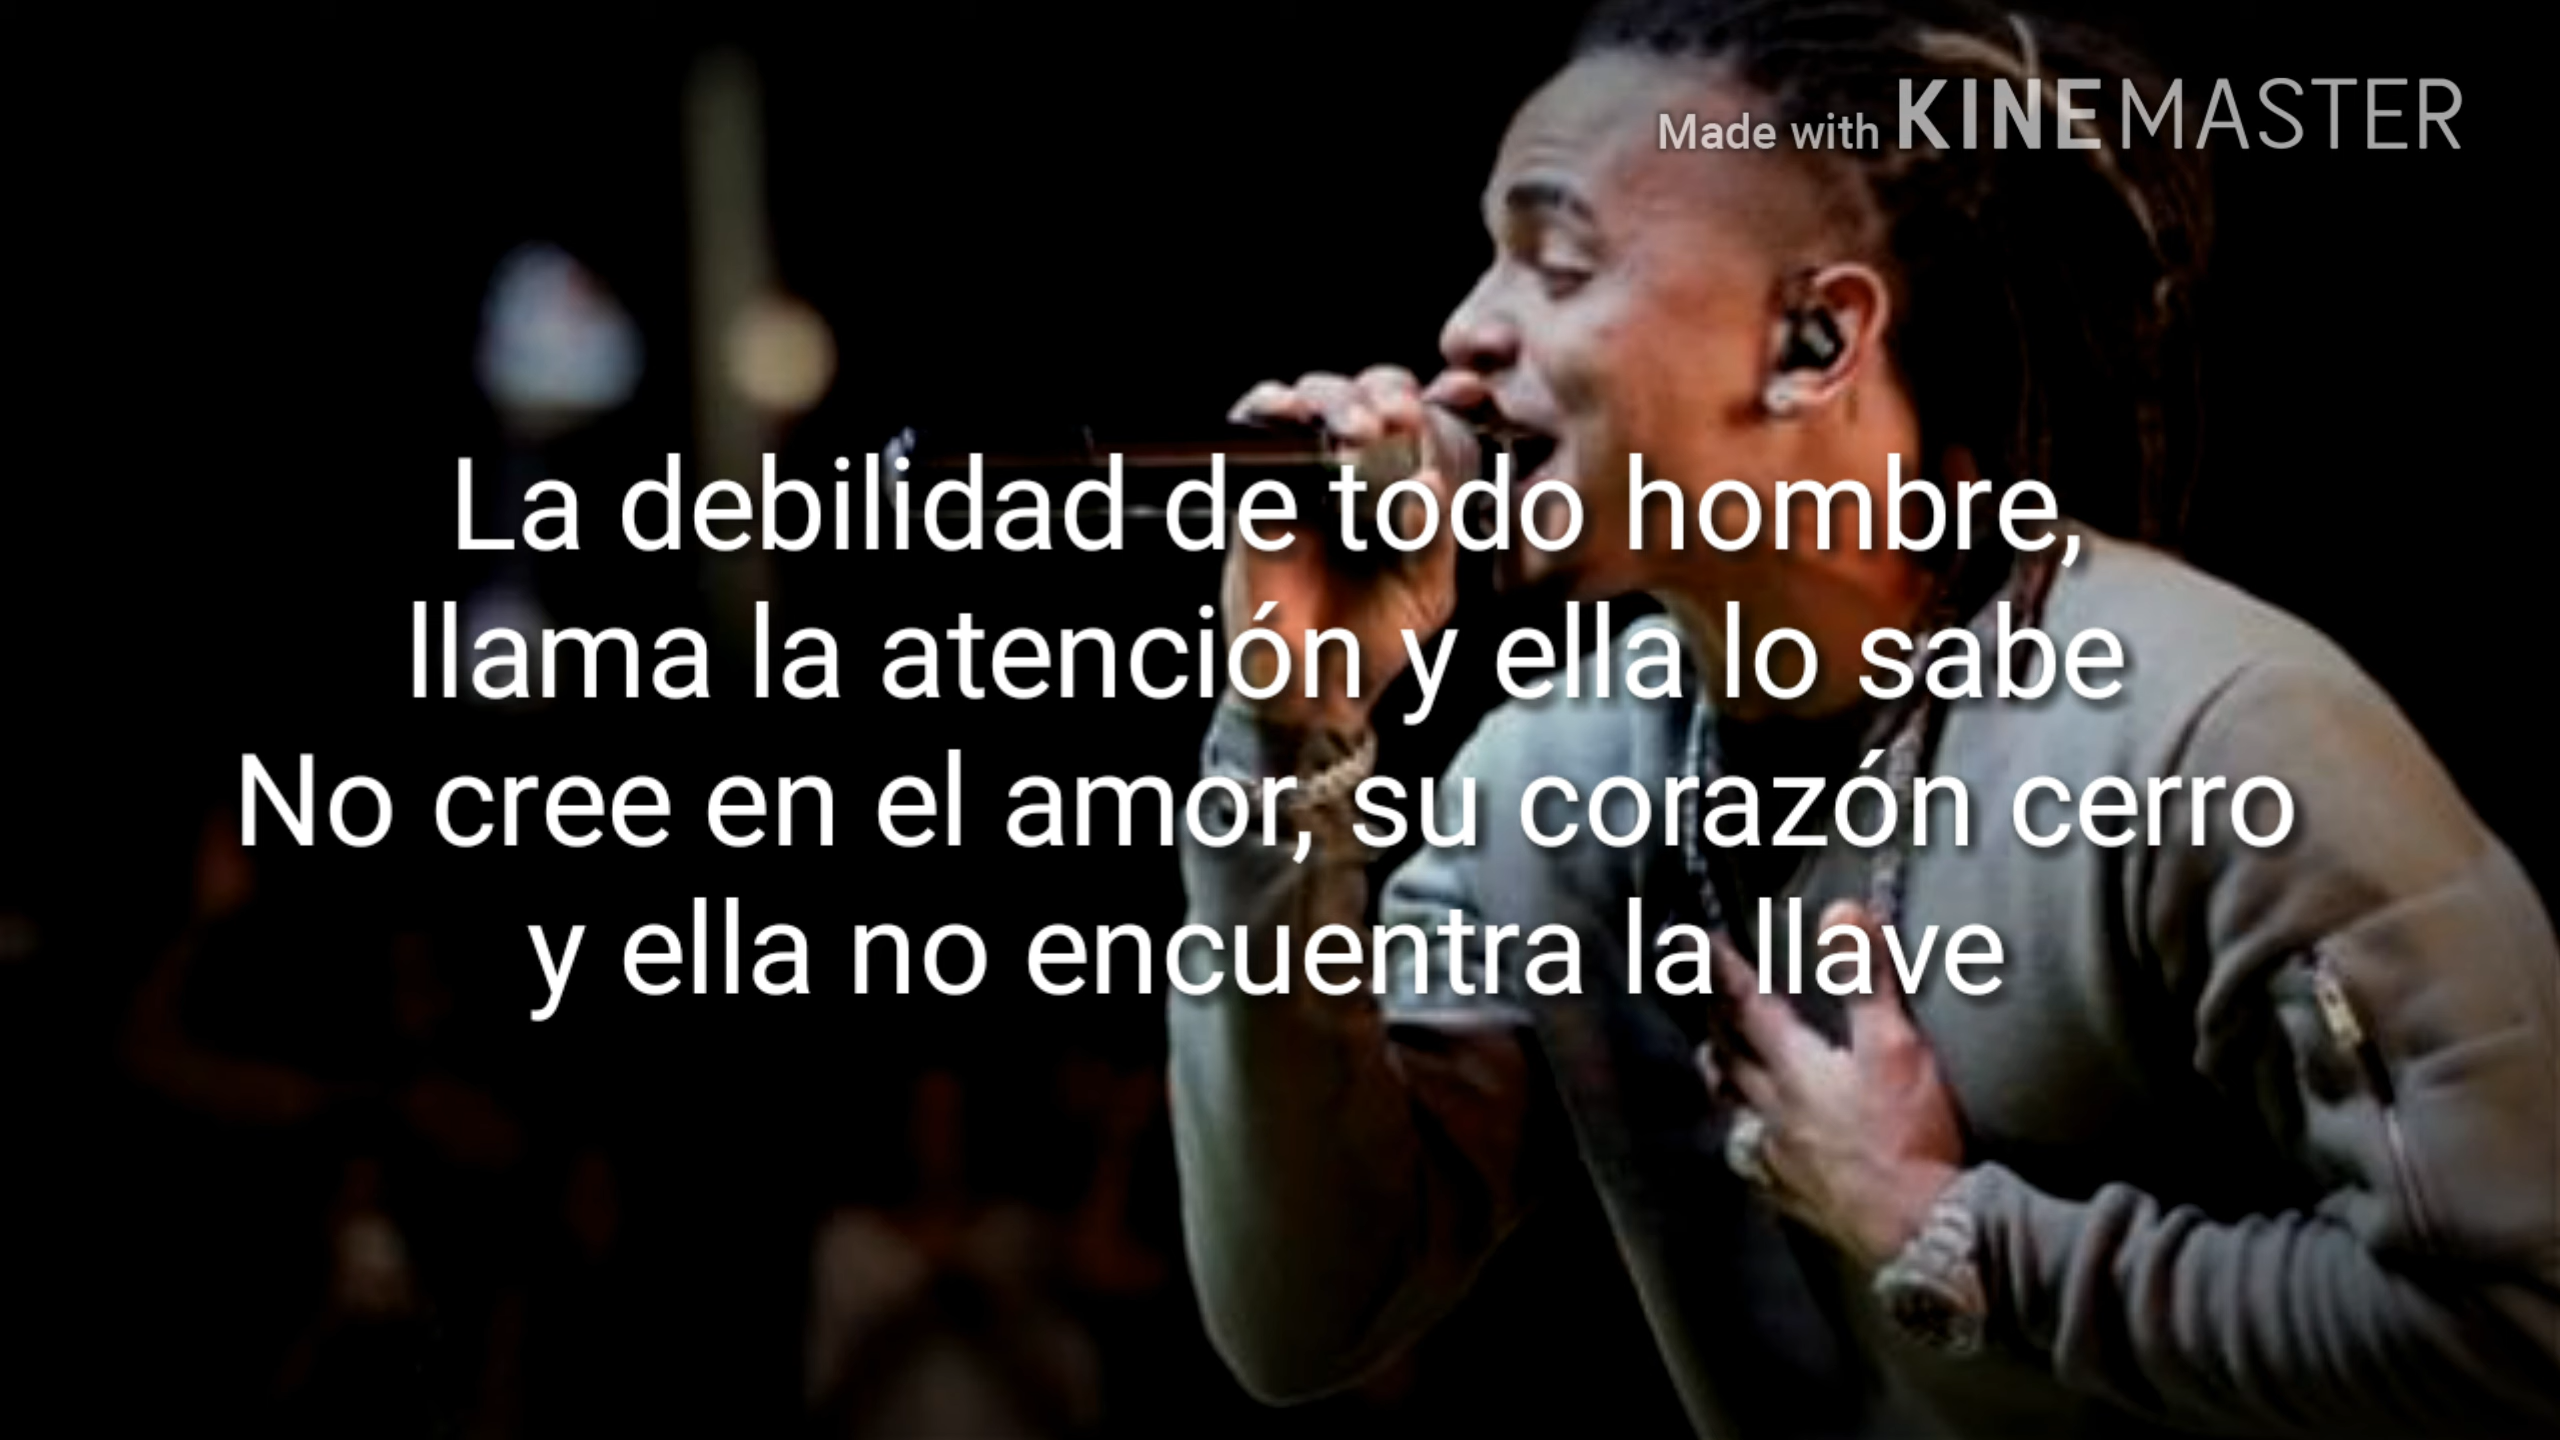 Made with KINEMASTER
La debilidad de todo hombre,
llama la atención y ella lo sabe
No cree en el amor, su corazón cerro
y ella no encuentra la llave